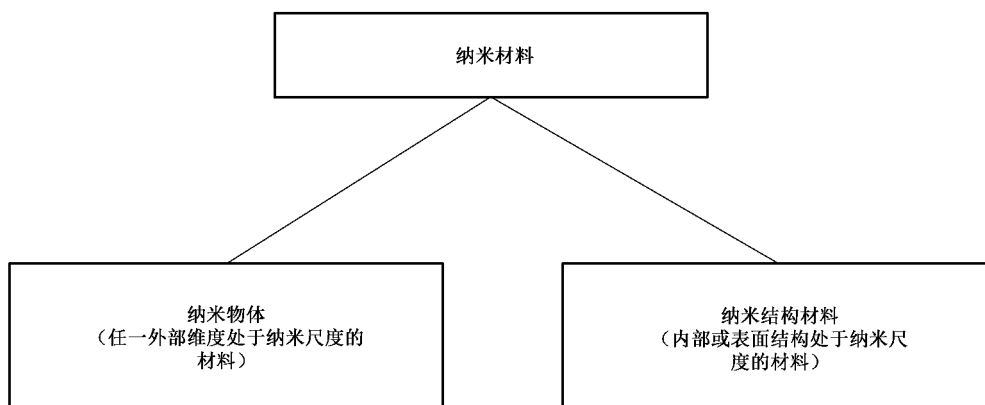 纳米材料
纳米物体
（任一外部维度处于纳米尺度的
材料）
纳米结构材料
（内部或表面结构处于纳米尺
度的材料）